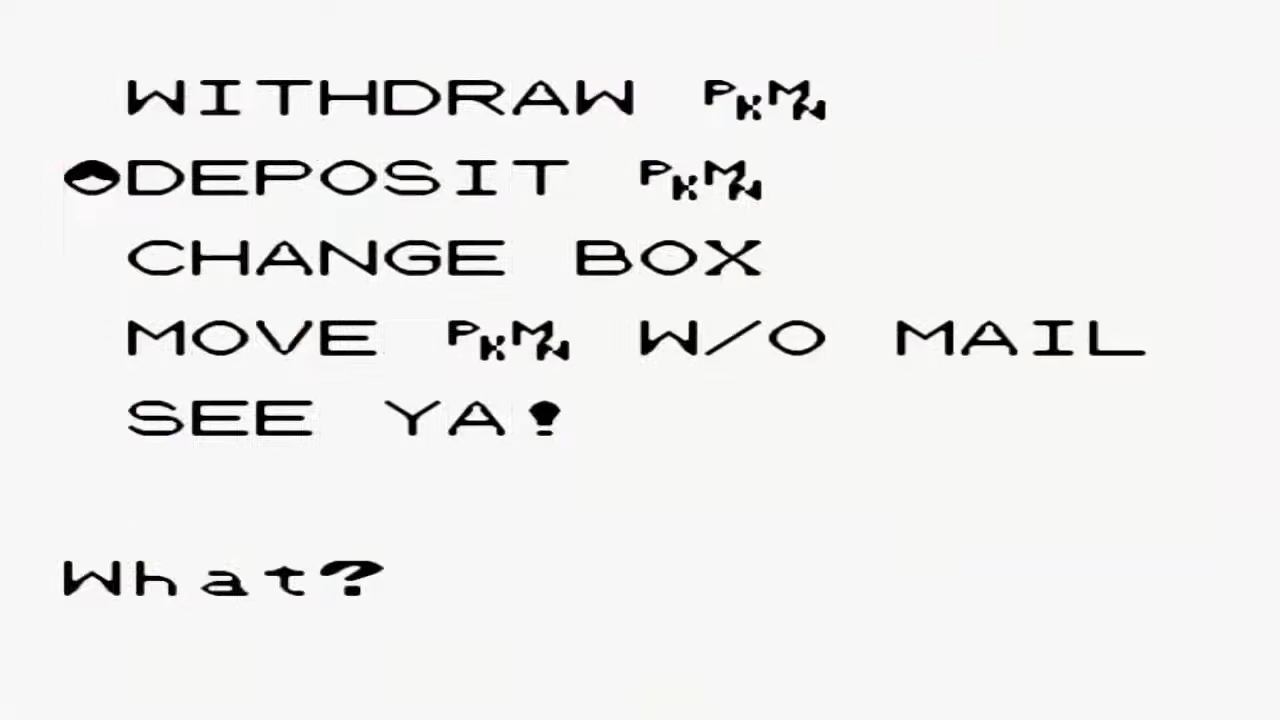 WITHDRAW PKMN
DEPOSIT PKMN
CHANGE BOX
MOVE PKMN W/O MAIL
SEE YA!
What?